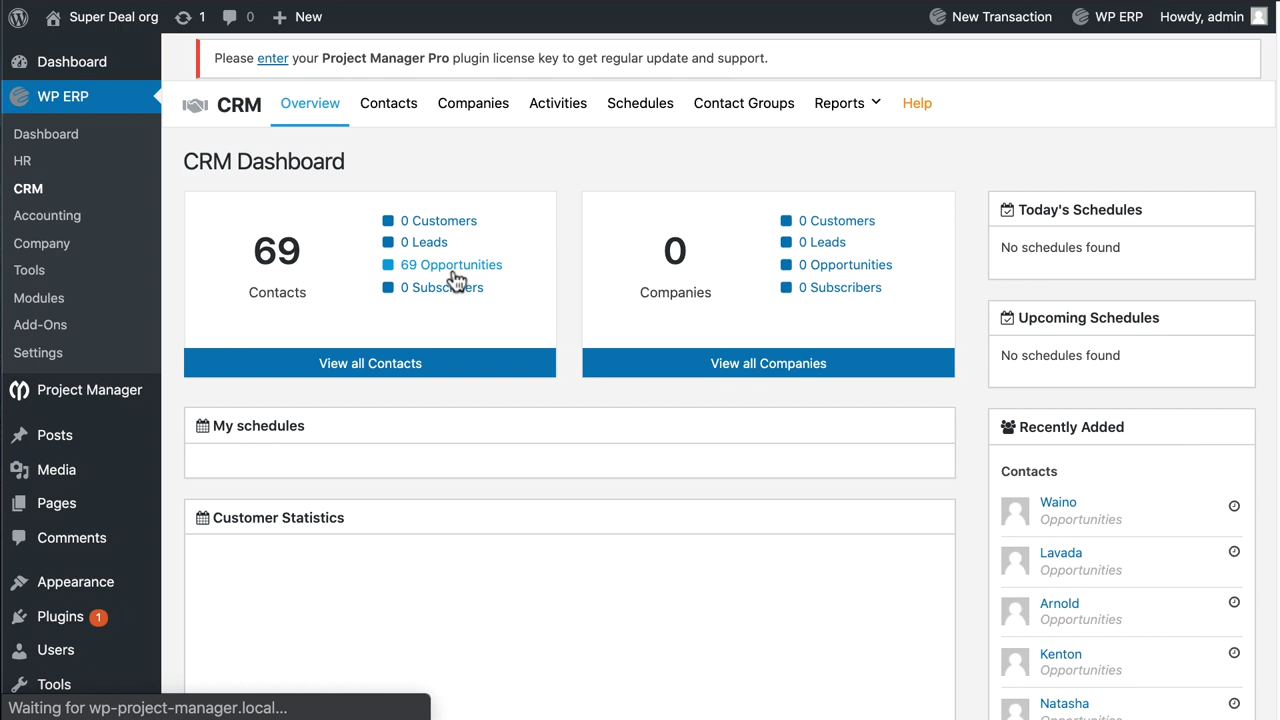 Super Deal org 1 0 New New Transaction WP ERP Howdy, admin
Dashboard
WP ERP
Dashboard
HR
CRM
Accounting
Company
Tools
Modules
Add-Ons
Settings
Project Manager
Posts
Media
Pages
Comments
Appearance
Plugins 1
Users
Tools
Please enter your Project Manager Pro plugin license key to get regular update and support.
CRM Overview Contacts Companies Activities Schedules Contact Groups Reports Help
CRM Dashboard
69
Contacts
0 Customers
0 Leads
69 Opportunities
0 Subscribers
View all Contacts
0
Companies
0 Customers
0 Leads
0 Opportunities
0 Subscribers
View all Companies
My schedules
Customer Statistics
Today's Schedules
No schedules found
Upcoming Schedules
No schedules found
Recently Added
Contacts
Waino
Opportunities
Lavada
Opportunities
Arnold
Opportunities
Kenton
Opportunities
Natasha
Opportunities
Waiting for wp-project-manager.local...